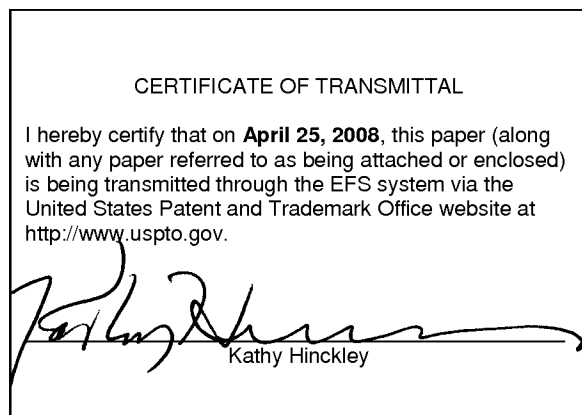 CERTIFICATE OF TRANSMITTAL
I hereby certify that on April 25, 2008, this paper (along
with any paper referred to as being attached or enclosed)
is being transmitted through the EFS system via the
United States Patent and Trademark Office website at
http://www.uspto.gov.
Kathy Hinckley
Kathy Hinckley